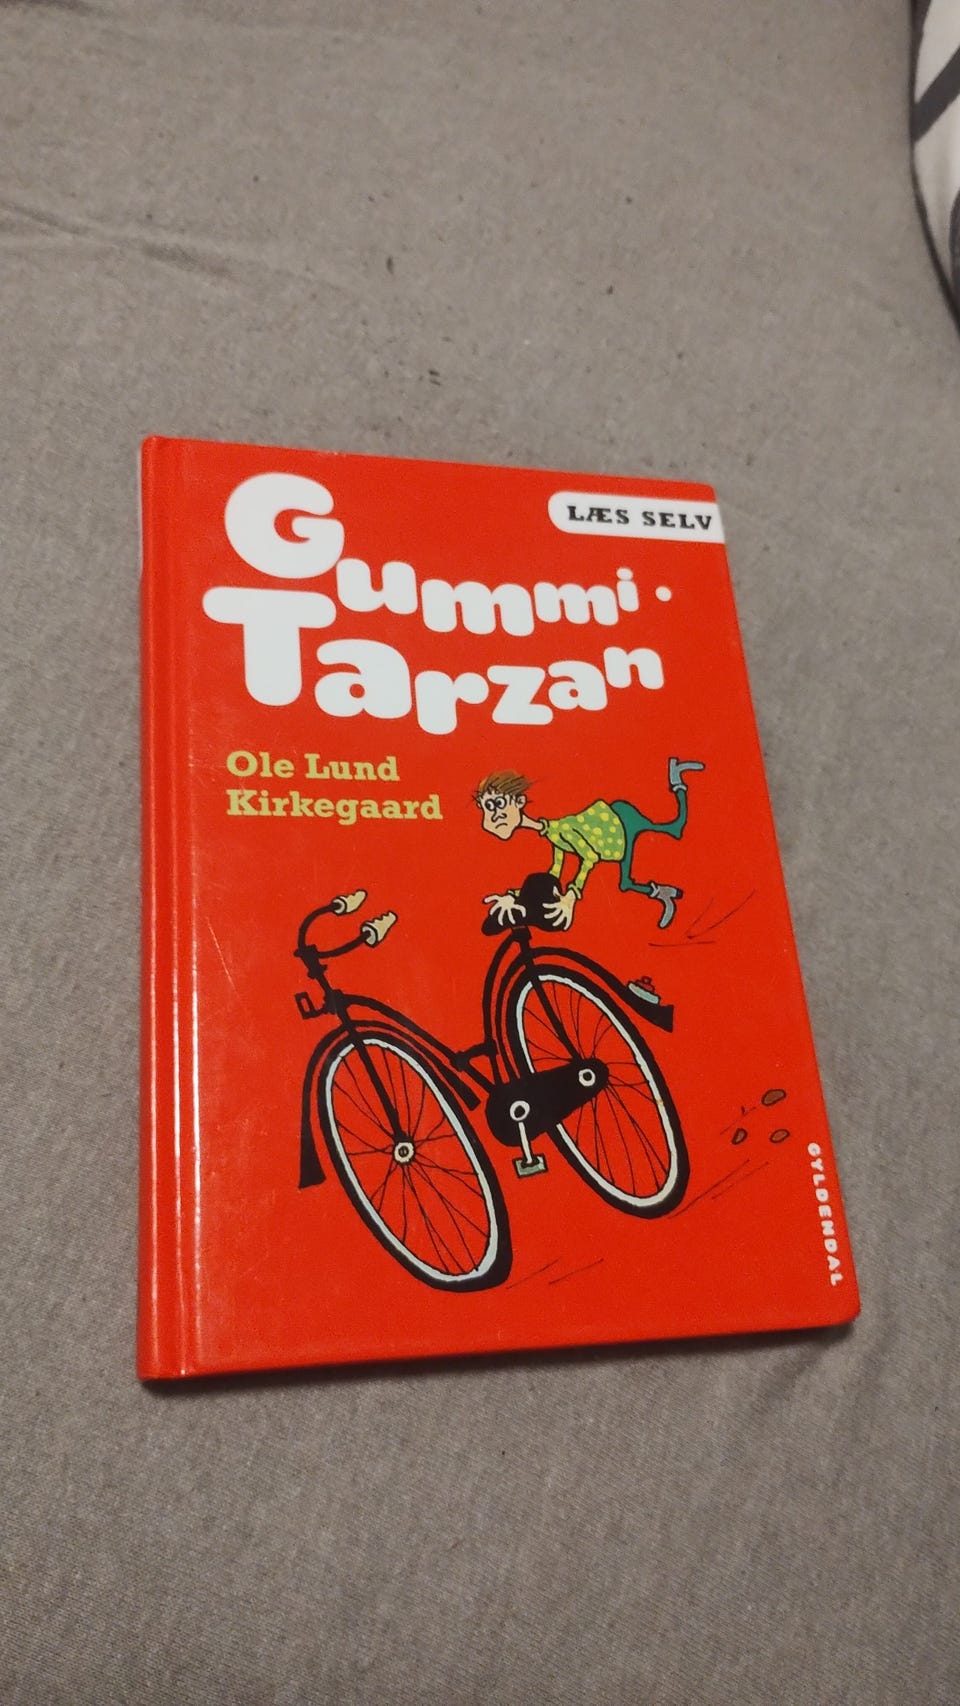 LÆS SELV
Gummi-
Tarzan
Ole Lund
Kirkegaard
GYLDENDAL